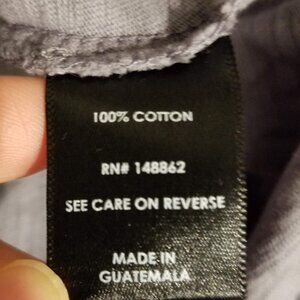 100% COTTON
RN# 148862
SEE CARE ON REVERSE
MADE IN
GUATEMALA